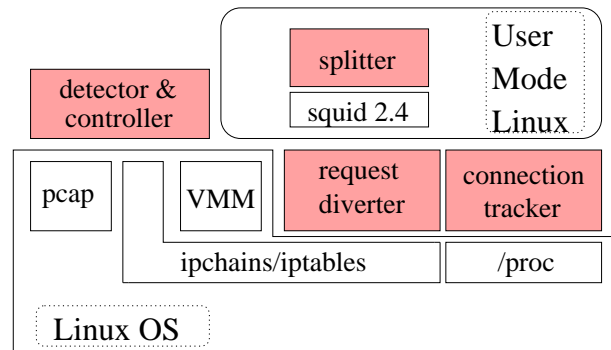 User
Mode
Linux
splitter
squid 2.4
detector &
controller
pcap
VMM
request
diverter
connection
tracker
ipchains/iptables
/proc
Linux OS